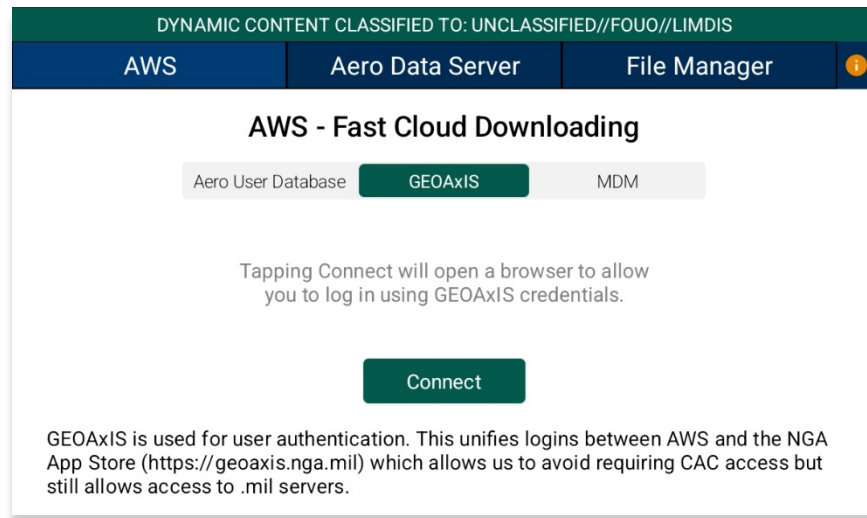 DYNAMIC CONTENT CLASSIFIED TO: UNCLASSIFIED//FOUO//LIMDIS
AWS
Aero Data Server
File Manager
i
AWS - Fast Cloud Downloading
Aero User Database
GEOAxIS
MDM
Tapping Connect will open a browser to allow
you to log in using GEOAxIS credentials.
Connect
GEOAxIS is used for user authentication. This unifies logins between AWS and the NGA
App Store (https://geoaxis.nga.mil) which allows us to avoid requiring CAC access but
still allows access to .mil servers.